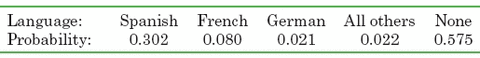 Language: Spanish French German All others None
Probability: 0.302 0.080 0.021 0.022 0.575